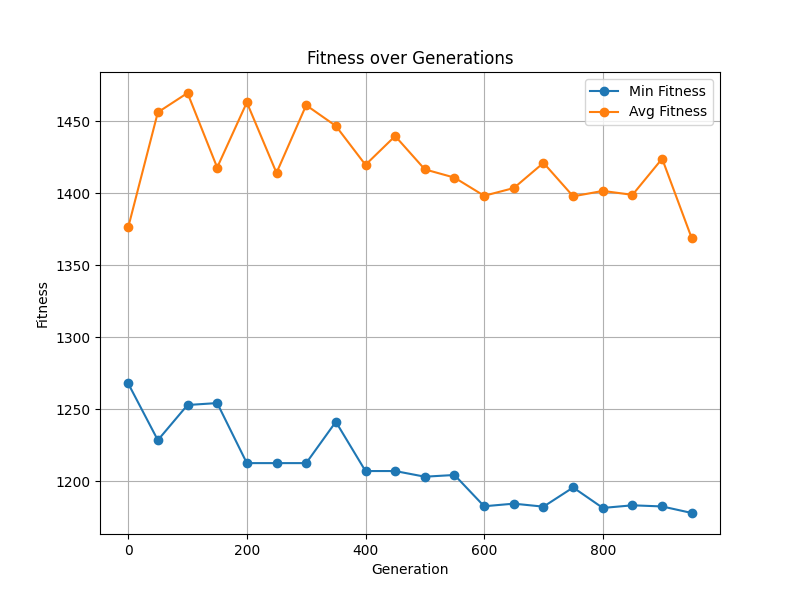 Fitness over Generations
Min Fitness
Avg Fitness
1450
1400
1350
1300
1250
1200
Fitness
0 200 400 600 800
Generation